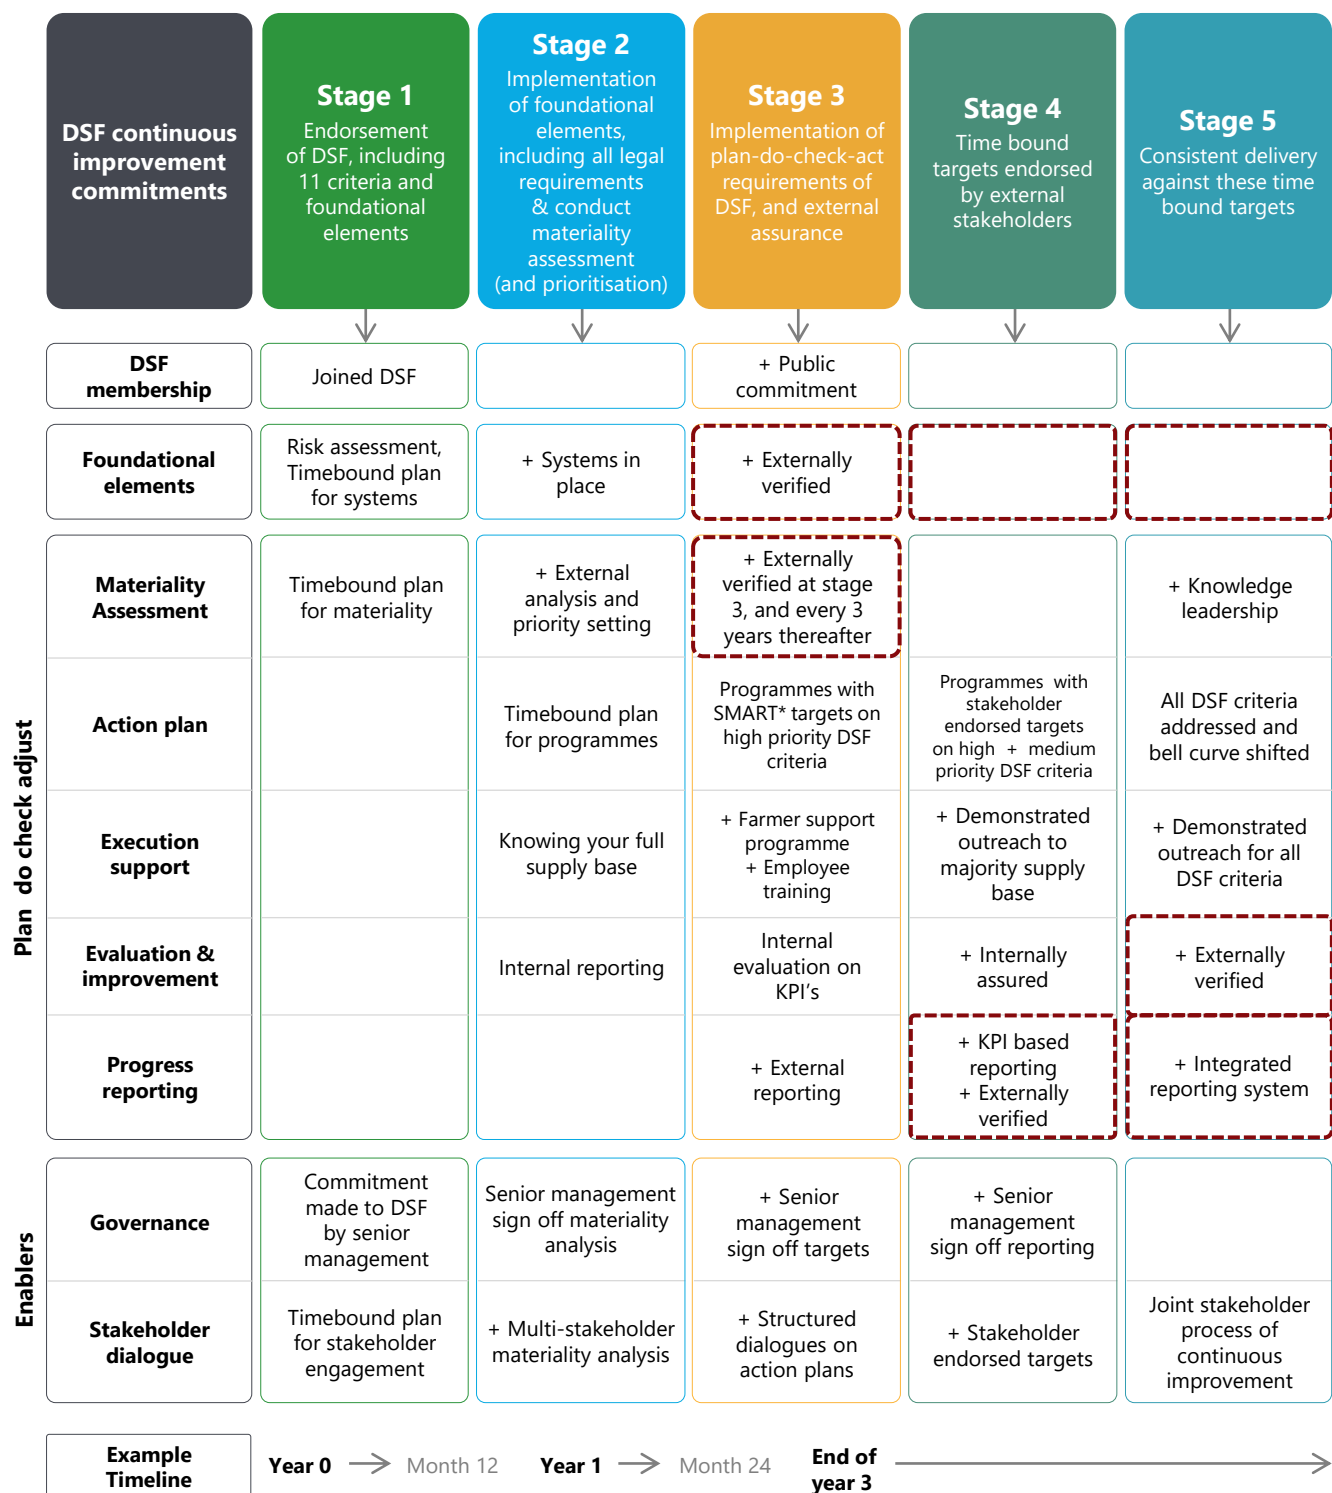 DSF continuous
improvement
commitments
Stage 1
Endorsement
of DSF, including
11 criteria and
foundational
elements
Stage 2
Implementation
of foundational
elements,
including all legal
requirements
& conduct
materiality
assessment
(and prioritisation)
Stage 3
Implementation of
plan-do-check-act
requirements of
DSF, and external
assurance
Stage 4
Time bound
targets endorsed
by external
stakeholders
Stage 5
Consistent delivery
against these time
bound targets
DSF
membership
Joined DSF
+ Public
commitment
Foundational
elements
Risk assessment,
Timebound plan
for systems
+ Systems in
place
+ Externally
verified
Plan do check adjust
Materiality
Assessment
Timebound plan
for materiality
+ External
analysis and
priority setting
+ Externally
verified at stage
3, and every 3
years thereafter
+ Knowledge
leadership
Action plan
Timebound plan
for programmes
Programmes with
SMART* targets on
high priority DSF
criteria
Programmes with
stakeholder
endorsed targets
on high + medium
priority DSF criteria
All DSF criteria
addressed and
bell curve shifted
Execution
support
Knowing your full
supply base
+ Farmer support
programme
+ Employee
training
+ Demonstrated
outreach to
majority supply
base
+ Demonstrated
outreach for all
DSF criteria
Evaluation &
improvement
Internal reporting
Internal
evaluation on
KPI's
+ Internally
assured
+ Externally
verified
Progress
reporting
+ External
reporting
+ KPI based
reporting
+ Externally
verified
+ Integrated
reporting system
Enablers
Governance
Commitment
made to DSF
by senior
management
Senior management
sign off materiality
analysis
+ Senior
management
sign off targets
+ Senior
management
sign off reporting
Stakeholder
dialogue
Timebound plan
for stakeholder
engagement
+ Multi-stakeholder
materiality analysis
+ Structured
dialogues on
action plans
+ Stakeholder
endorsed targets
Joint stakeholder
process of
continuous
improvement
Example
Timeline
Year 0
Month 12
Year 1
Month 24
End of
year 3